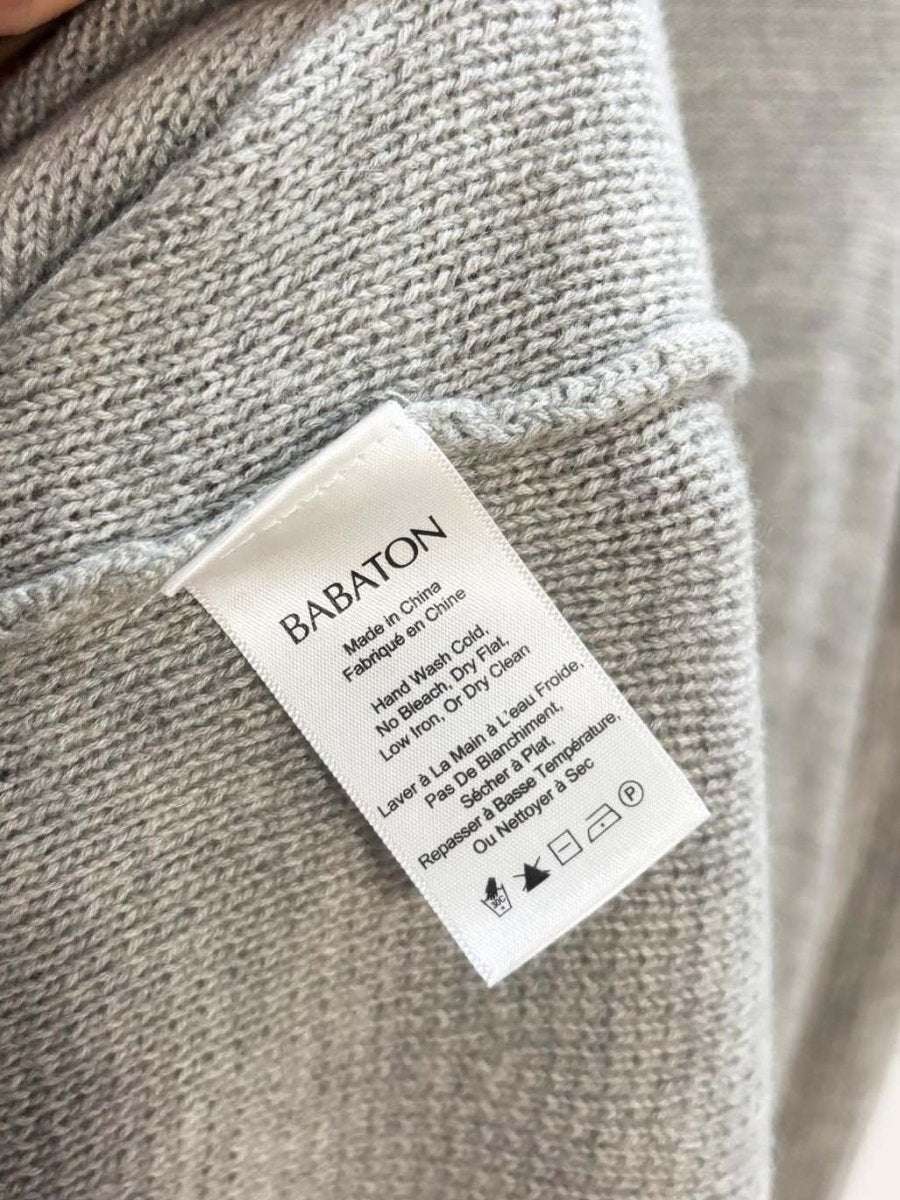 BABATON
Made in China
Fabriqué en Chine
Hand Wash Cold,
No Bleach, Dry Flat,
Low Iron, Or Dry Clean
Laver à La Main à L'eau Froide,
Pas De Blanchiment,
Sécher à Plat,
Repasser à Basse Température,
Ou Nettoyer à Sec
30C P